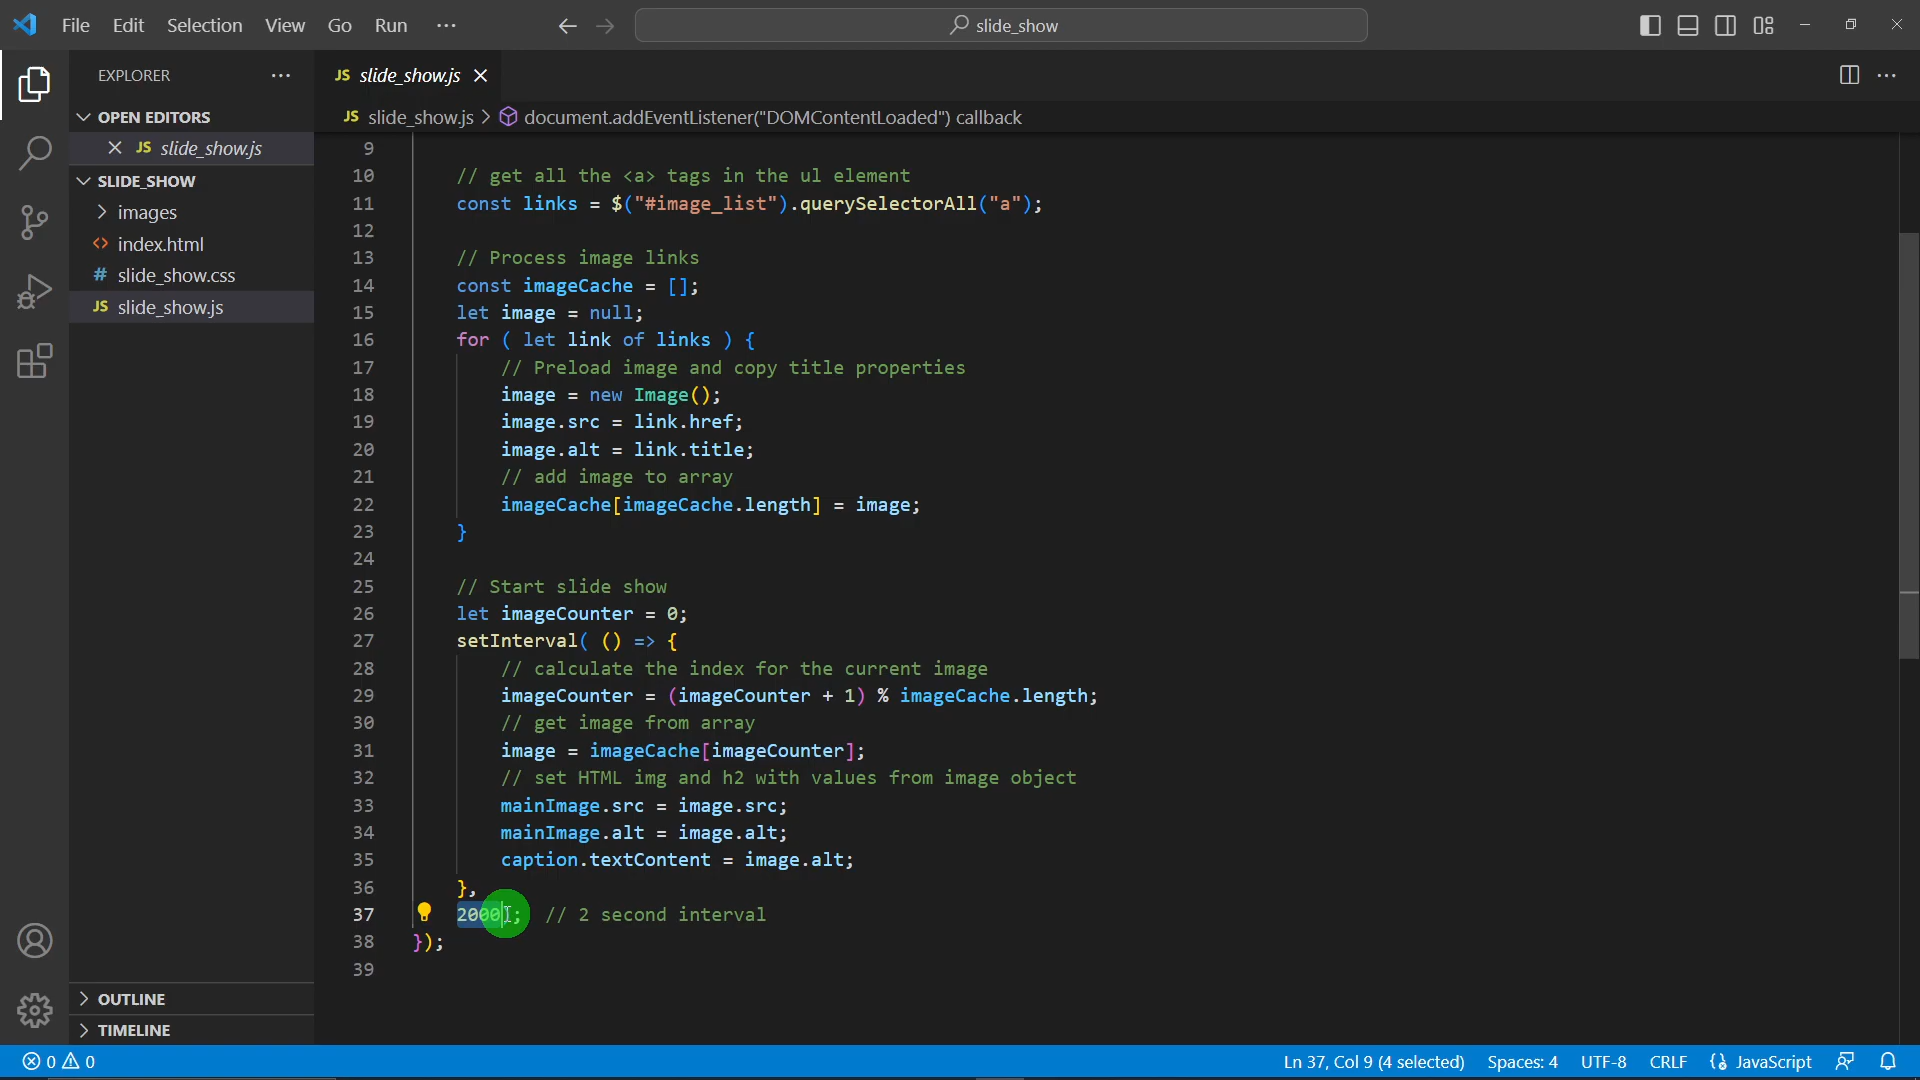 File Edit Selection View Go Run ···
slide_show
EXPLORER ···
OPEN EDITORS
JS slide_show.js
SLIDE_SHOW
images
<> index.html
# slide_show.css
JS slide_show.js
OUTLINE
TIMELINE
JS slide_show.js
JS slide_show.js > document.addEventListener("DOMContentLoaded") callback
9
10 // get all the <a> tags in the ul element
11 const links = $("#image_list").querySelectorAll("a");
12
13 // Process image links
14 const imageCache = [];
15 let image = null;
16 for ( let link of links ) {
17 // Preload image and copy title properties
18 image = new Image();
19 image.src = link.href;
20 image.alt = link.title;
21 // add image to array
22 imageCache[imageCache.length] = image;
23 }
24
25 // Start slide show
26 let imageCounter = 0;
27 setInterval( () => {
28 // calculate the index for the current image
29 imageCounter = (imageCounter + 1) % imageCache.length;
30 // get image from array
31 image = imageCache[imageCounter];
32 // set HTML img and h2 with values from image object
33 mainImage.src = image.src;
34 mainImage.alt = image.alt;
35 caption.textContent = image.alt;
36 },
37 2000); // 2 second interval
38 });
39
0 0 Ln 37, Col 9 (4 selected) Spaces: 4 UTF-8 CRLF JavaScript